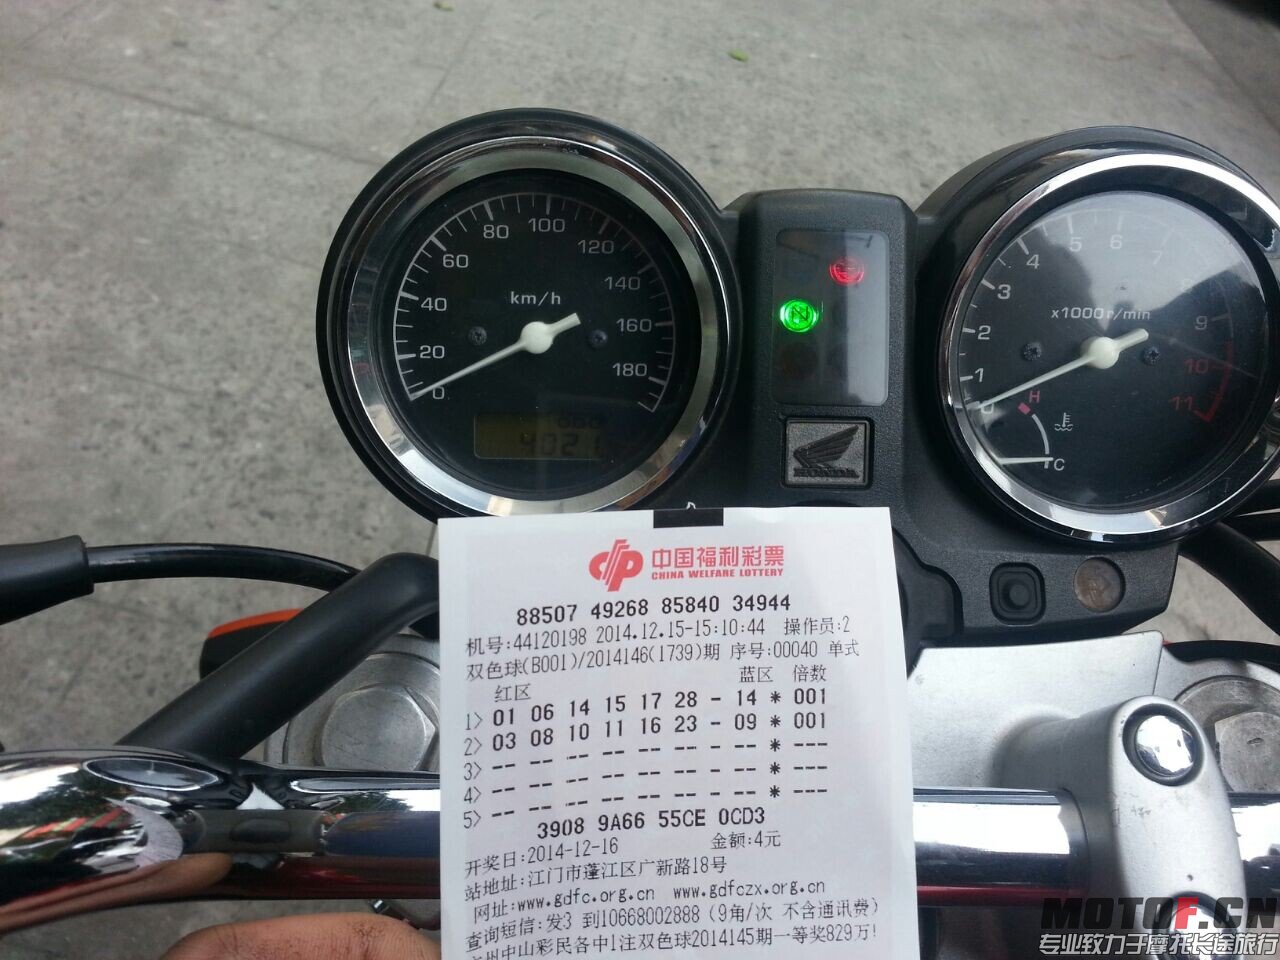 80 100 120
60 140
40 km/h 160
20 180
0
4021
HONDA
4 5 6 7
3 x1000r/min 9
2 10
1 11
0 H
C
中国福利彩票
CHINA WELFARE LOTTERY
88507 49268 85840 34944
机号:44120198 2014.12.15-15:10:44 操作员:2
双色球(B001)/2014146(1739)期 序号:00040 单式
红区 蓝区 倍数
1> 01 06 14 15 17 28 - 14 * 001
2> 03 08 10 11 16 23 - 09 * 001
3> -- -- -- -- -- -- - -- * ---
4> -- -- -- -- -- -- - -- * ---
5> -- -- -- -- -- -- - -- * ---
3908 9A66 55CE 0CD3
开奖日:2014-12-16 金额:4元
站地址:江门市蓬江区广新路18号
网址:www.gdfc.org.cn www.gdfczx.org.cn
查询短信:发3 到10668002888 (9角/次 不含通讯费)
州中山彩民各中1注双色球2014145期一等奖829万!
MOTOF.CN
专业致力于摩托长途旅行